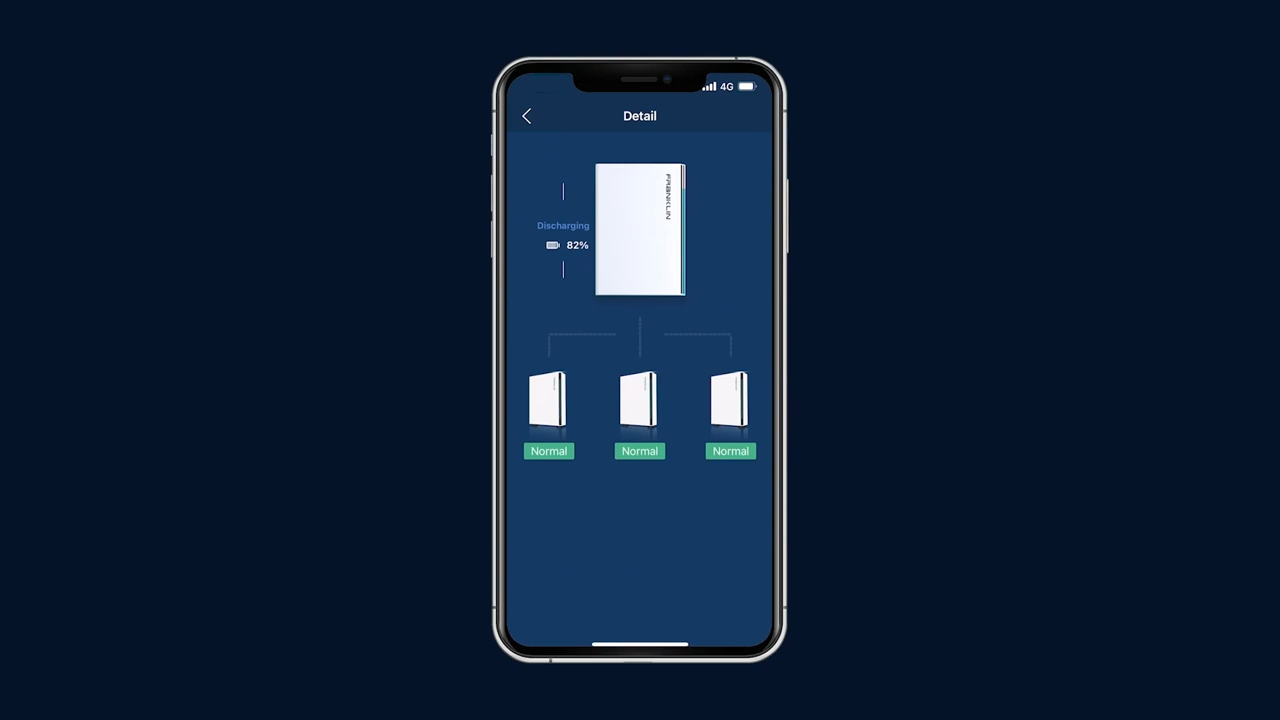 4G
Detail
FRANKLIN
Discharging
82%
Normal
Normal
Normal